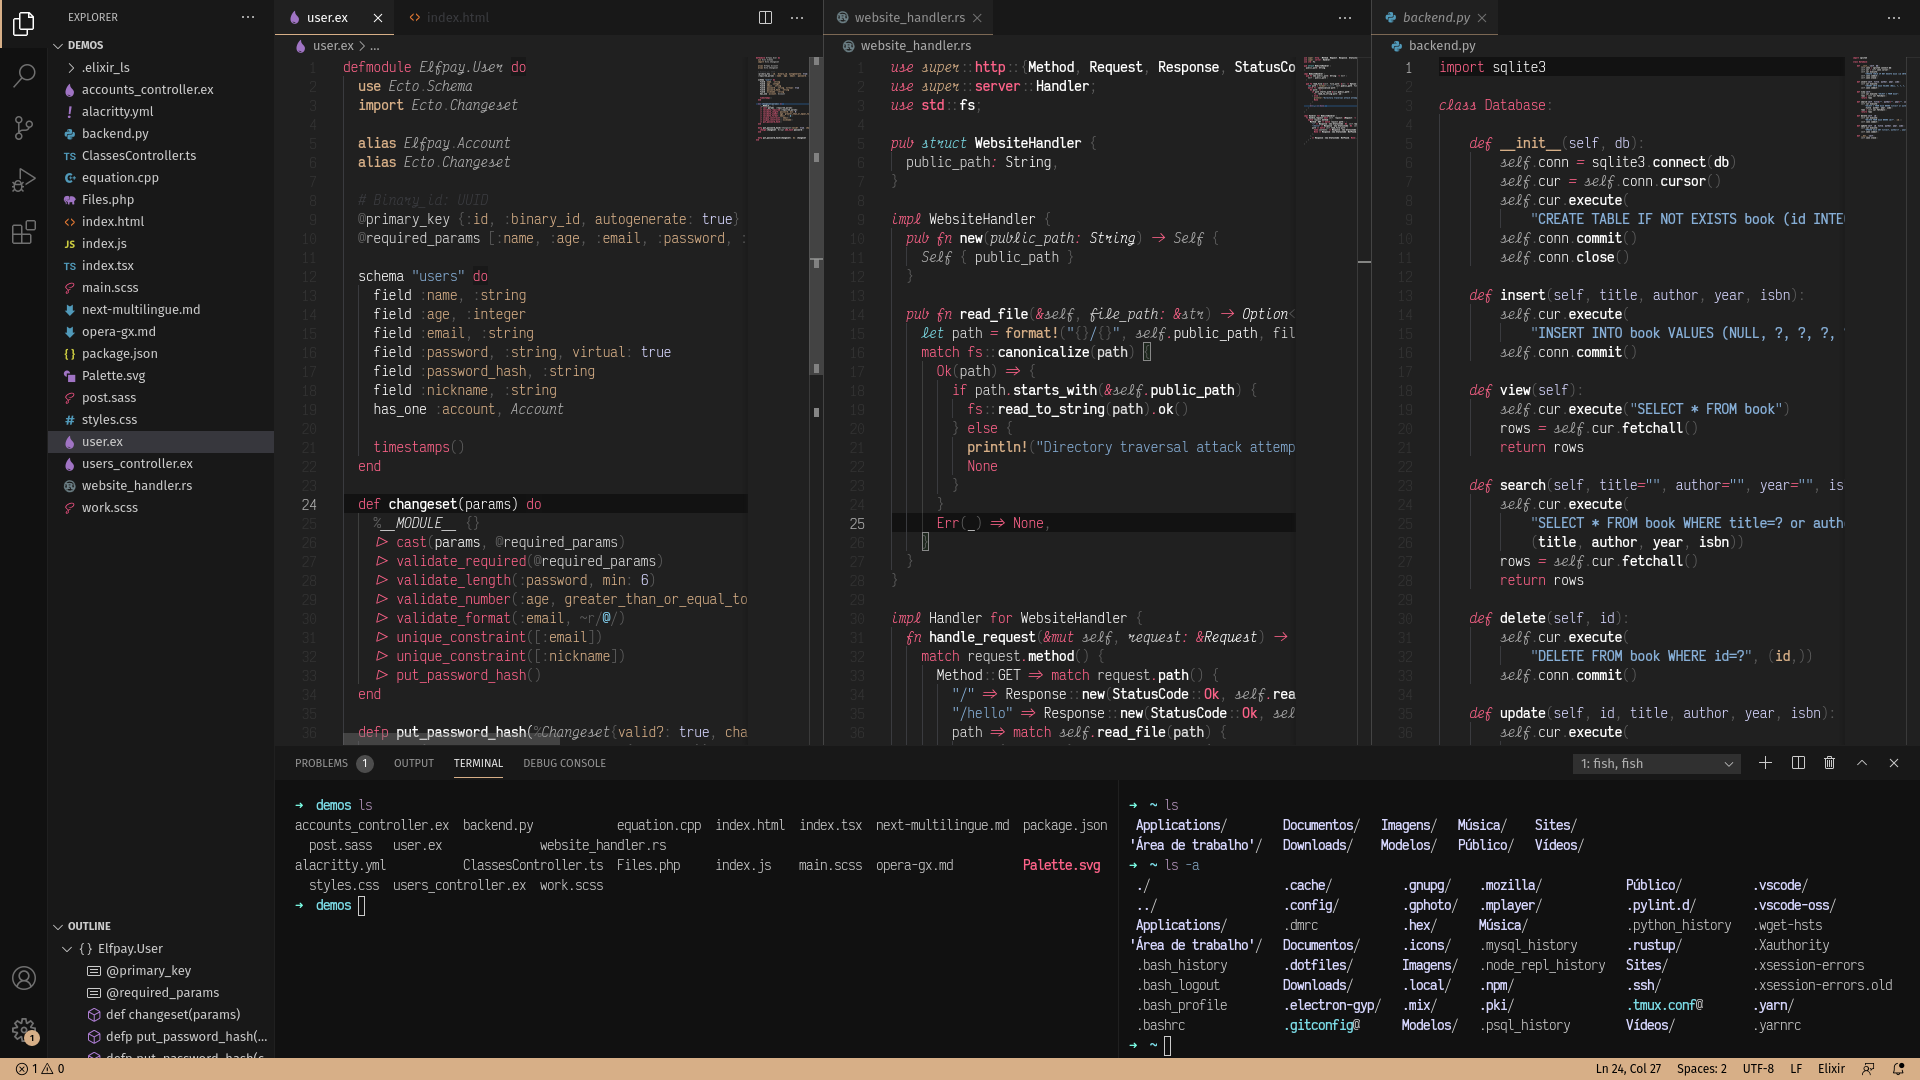 EXPLORER
DEMOS
.elixir_ls
accounts_controller.ex
alacritty.yml
backend.py
ClassesController.ts
equation.cpp
Files.php
index.html
index.js
index.tsx
main.scss
next-multilingue.md
opera-gx.md
package.json
Palette.svg
post.sass
styles.css
user.ex
users_controller.ex
website_handler.rs
work.scss
OUTLINE
{ } Elfpay.User
@primary_key
@required_params
def changeset(params)
defp put_password_hash(...
user.ex
index.html
user.ex > ...
1 defmodule Elfpay.User do
2 use Ecto.Schema
3 import Ecto.Changeset
4
5 alias Elfpay.Account
6 alias Ecto.Changeset
7
8 # Binary_id: UUID
9 @primary_key {:id, :binary_id, autogenerate: true}
10 @required_params [:name, :age, :email, :password, :
11
12 schema "users" do
13 field :name, :string
14 field :age, :integer
15 field :email, :string
16 field :password, :string, virtual: true
17 field :password_hash, :string
18 field :nickname, :string
19 has_one :account, Account
20
21 timestamps()
22 end
23
24 def changeset(params) do
25 %__MODULE__ {}
26 |> cast(params, @required_params)
27 |> validate_required(@required_params)
28 |> validate_length(:password, min: 6)
29 |> validate_number(:age, greater_than_or_equal_to
30 |> validate_format(:email, ~r/@/)
31 |> unique_constraint([:email])
32 |> unique_constraint([:nickname])
33 |> put_password_hash()
34 end
35
36 defp put_password_hash(%Changeset{valid?: true, cha
website_handler.rs
website_handler.rs
1 use super::http::{Method, Request, Response, StatusCo
2 use super::server::Handler;
3 use std::fs;
4
5 pub struct WebsiteHandler {
6 public_path: String,
7 }
8
9 impl WebsiteHandler {
10 pub fn new(public_path: String) -> Self {
11 Self { public_path }
12 }
13
14 pub fn read_file(&self, file_path: &str) -> Option<
15 let path = format!("{}/{}", self.public_path, fil
16 match fs::canonicalize(path) {
17 Ok(path) => {
18 if path.starts_with(&self.public_path) {
19 fs::read_to_string(path).ok()
20 } else {
21 println!("Directory traversal attack attemp
22 None
23 }
24 }
25 Err(_) => None,
26 }
27 }
28 }
29
30 impl Handler for WebsiteHandler {
31 fn handle_request(&mut self, request: &Request) ->
32 match request.method() {
33 Method::GET => match request.path() {
34 "/" => Response::new(StatusCode::Ok, self.rea
35 "/hello" => Response::new(StatusCode::Ok, sel
36 path => match self.read_file(path) {
backend.py
backend.py
1 import sqlite3
2
3 class Database:
4
5 def __init__(self, db):
6 self.conn = sqlite3.connect(db)
7 self.cur = self.conn.cursor()
8 self.cur.execute(
9 "CREATE TABLE IF NOT EXISTS book (id INTE
10 self.conn.commit()
11 self.conn.close()
12
13 def insert(self, title, author, year, isbn):
14 self.cur.execute(
15 "INSERT INTO book VALUES (NULL, ?, ?, ?,
16 self.conn.commit()
17
18 def view(self):
19 self.cur.execute("SELECT * FROM book")
20 rows = self.cur.fetchall()
21 return rows
22
23 def search(self, title="", author="", year="", is
24 self.cur.execute(
25 "SELECT * FROM book WHERE title=? or auth
26 (title, author, year, isbn))
27 rows = self.cur.fetchall()
28 return rows
29
30 def delete(self, id):
31 self.cur.execute(
32 "DELETE FROM book WHERE id=?", (id,))
33 self.conn.commit()
34
35 def update(self, id, title, author, year, isbn):
36 self.cur.execute(
PROBLEMS 1 OUTPUT TERMINAL DEBUG CONSOLE
1: fish, fish
→ demos ls
accounts_controller.ex backend.py equation.cpp index.html index.tsx next-multilingue.md package.json
post.sass user.ex website_handler.rs
alacritty.yml ClassesController.ts Files.php index.js main.scss opera-gx.md Palette.svg
styles.css users_controller.ex work.scss
→ demos
→ ~ ls
Applications/ Documentos/ Imagens/ Música/ Sites/
'Área de trabalho'/ Downloads/ Modelos/ Público/ Vídeos/
→ ~ ls -a
./ .cache/ .gnupg/ .mozilla/ Público/ .vscode/
../ .config/ .gphoto/ .mplayer/ .pylint.d/ .vscode-oss/
Applications/ .dmrc .hex/ Música/ .python_history .wget-hsts
'Área de trabalho'/ Documentos/ .icons/ .mysql_history .rustup/ .Xauthority
.bash_history .dotfiles/ Imagens/ .node_repl_history Sites/ .xsession-errors
.bash_logout Downloads/ .local/ .npm/ .ssh/ .xsession-errors.old
.bash_profile .electron-gyp/ .mix/ .pki/ .tmux.conf@ .yarn/
.bashrc .gitconfig@ Modelos/ .psql_history Vídeos/ .yarnrc
→ ~
1
1 0
Ln 24, Col 27 Spaces: 2 UTF-8 LF Elixir